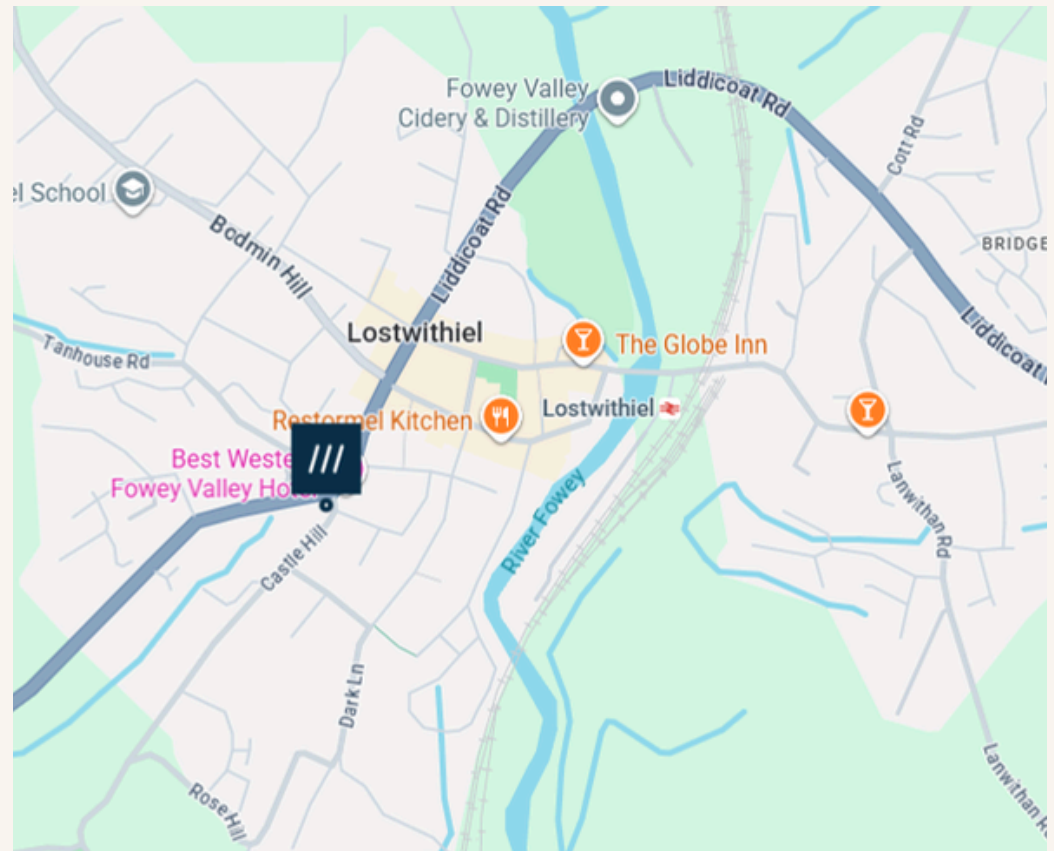 Fowey Valley
Cidery & Distillery
Liddicoat Rd
Cott Rd
el School
Bodmin Hill
Liddicoat Rd
BRIDGE
Lostwithiel
Tanhouse Rd
The Globe Inn
Liddicoat
Restormel Kitchen
Lostwithiel
Best Weste
Fowey Valley Hotel
Lanwithan Rd
River Fowey
Castle Hill
Dark Ln
Rose Hill
Lanwithan R